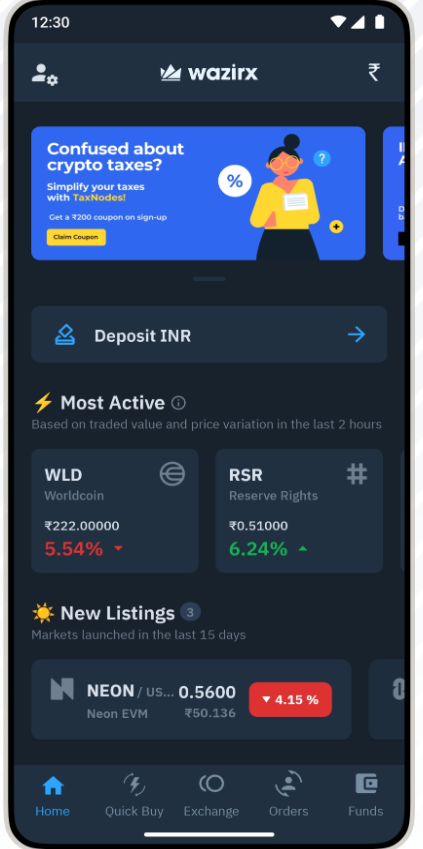 12:30
wazirx
₹
Confused about
crypto taxes?
Simplify your taxes
with TaxNodes!
Get a ₹200 coupon on sign-up
Claim Coupon
%
?
+
Deposit INR
Most Active
Based on traded value and price variation in the last 2 hours
WLD
Worldcoin
₹222.00000
5.54%
RSR
Reserve Rights
₹0.51000
6.24%
New Listings 3
Markets launched in the last 15 days
NEON / US... 0.5600
Neon EVM ₹50.136
4.15 %
Home Quick Buy Exchange Orders Funds